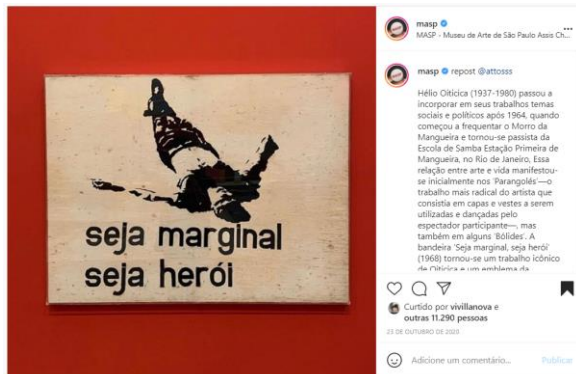 seja marginal
seja herói
masp
MASP - Museu de Arte de São Paulo Assis Ch...
masp repost @attosss
Hélio Oiticica (1937-1980) passou a
incorporar em seus trabalhos temas
sociais e políticos após 1964, quando
começou a frequentar o Morro da
Mangueira e tornou-se passista da
Escola de Samba Estação Primeira de
Mangueira, no Rio de Janeiro, Essa
relação entre arte e vida manifestou-
se inicialmente nos 'Parangolés'—o
trabalho mais radical do artista que
consistia em capas e vestes a serem
utilizadas e dançadas pelo
espectador participante—, mas
também em alguns 'Bólides'. A
bandeira 'Seja marginal, seja herói'
(1968) tornou-se um trabalho icônico
de Oiticica e um emblema da
Curtido por vivillanova e
outras 11.290 pessoas
23 DE OUTUBRO DE 2020
Adicione um comentário... Publicar